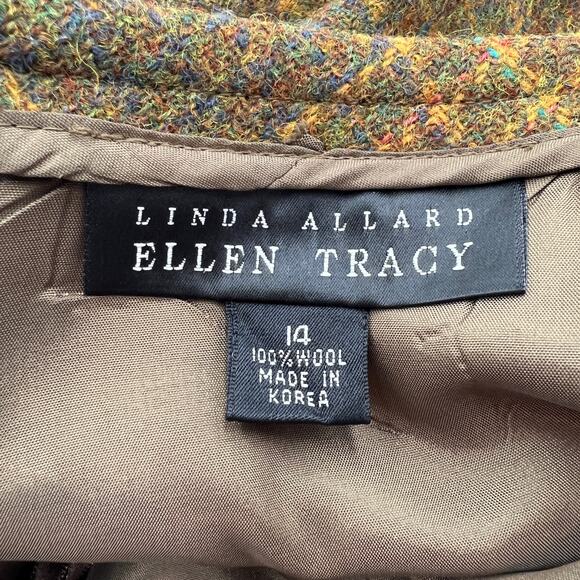 LINDA ALLARD
ELLEN TRACY
14
100% WOOL
MADE IN
KOREA